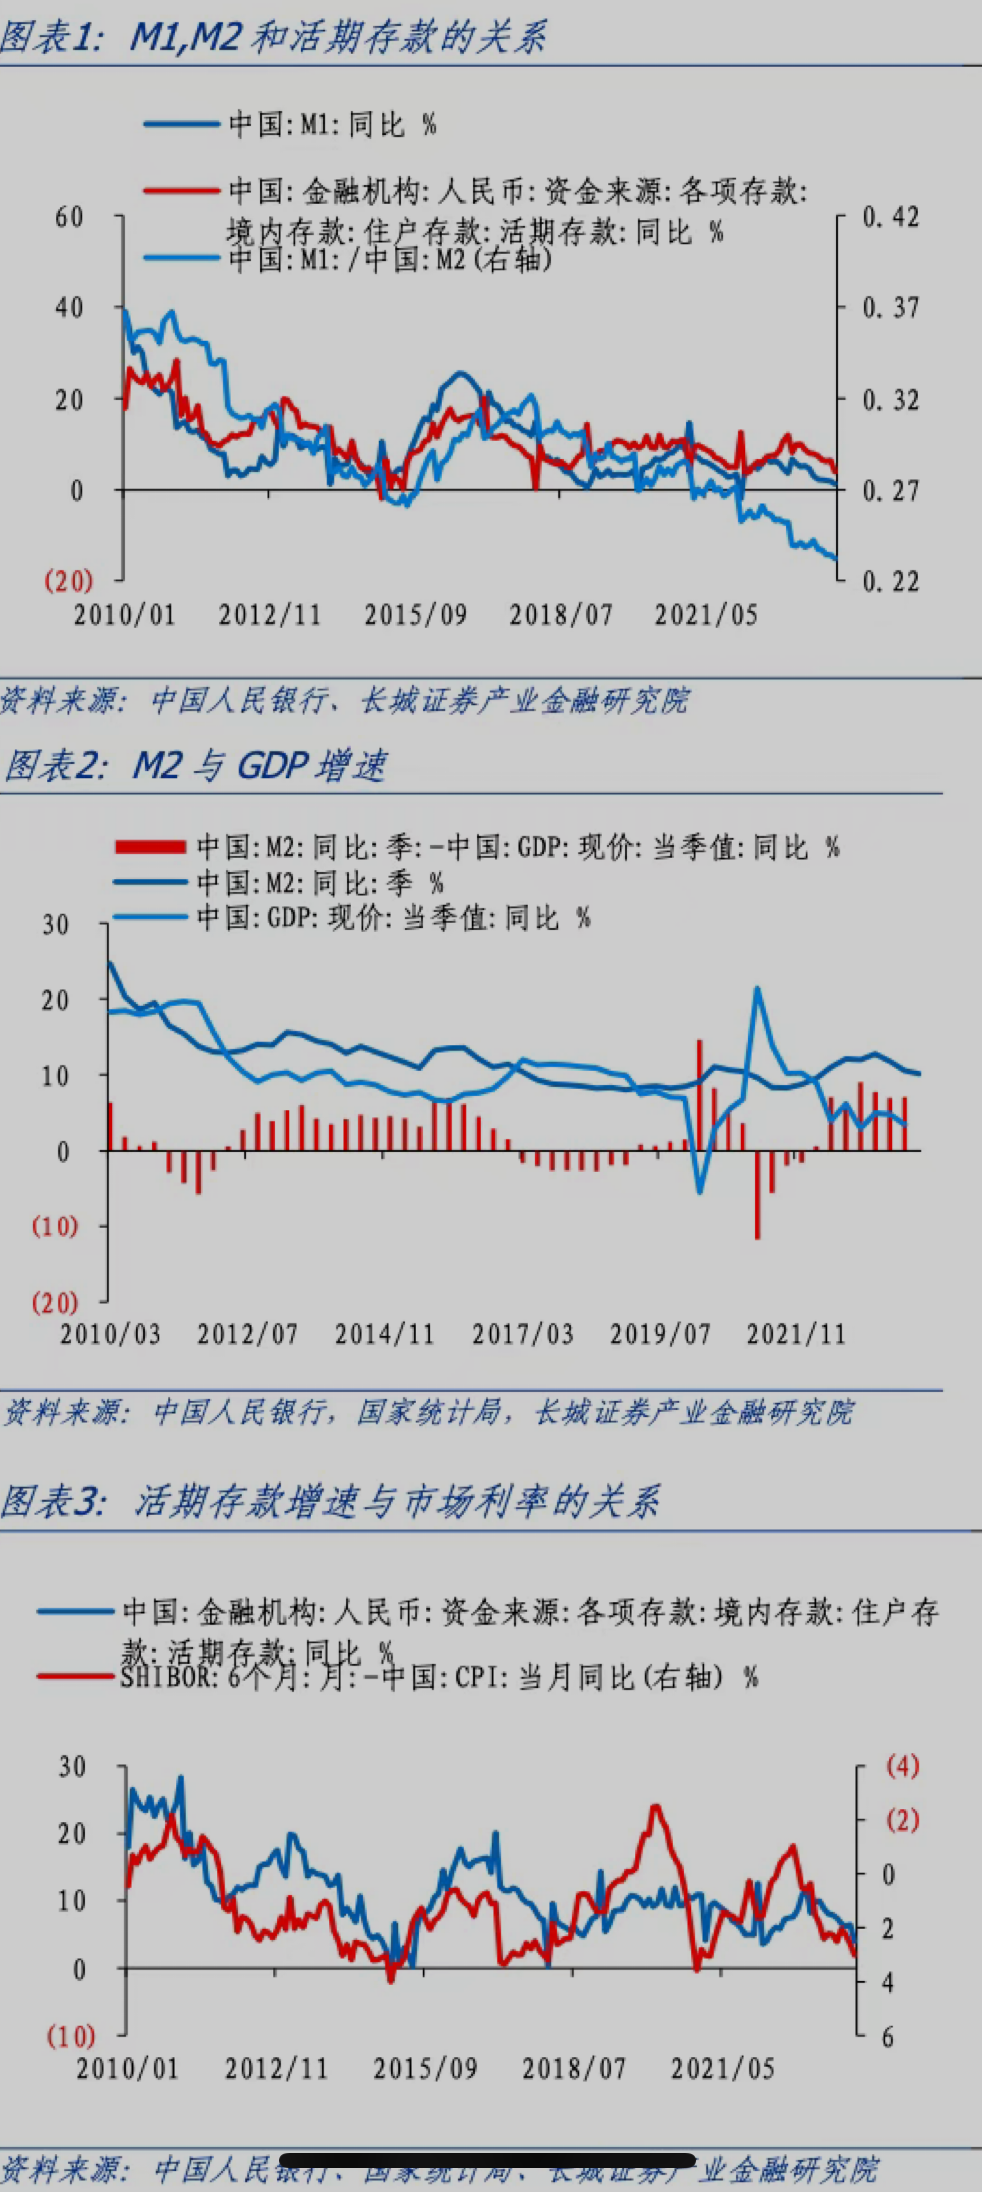 图表1: M1,M2 和活期存款的关系
中国:M1:同比 %
中国:金融机构:人民币:资金来源:各项存款:
境内存款:住户存款:活期存款:同比 %
中国:M1:/中国:M2(右轴)
60 0.42
40 0.37
20 0.32
0 0.27
(20) 0.22
2010/01 2012/11 2015/09 2018/07 2021/05
资料来源: 中国人民银行、长城证券产业金融研究院
图表2: M2 与 GDP 增速
中国:M2:同比:季:-中国:GDP:现价:当季值:同比 %
中国:M2:同比:季 %
中国:GDP:现价:当季值:同比 %
30
20
10
0
(10)
(20)
2010/03 2012/07 2014/11 2017/03 2019/07 2021/11
资料来源: 中国人民银行, 国家统计局, 长城证券产业金融研究院
图表3: 活期存款增速与市场利率的关系
中国:金融机构:人民币:资金来源:各项存款:境内存款:住户存
款:活期存款:同比 %
SHIBOR:6个月:月:-中国:CPI:当月同比(右轴) %
30 (4)
20 (2)
10 0
0 2
(10) 4
6
2010/01 2012/11 2015/09 2018/07 2021/05
资料来源: 中国人民银行、国家统计局、长城证券产业金融研究院